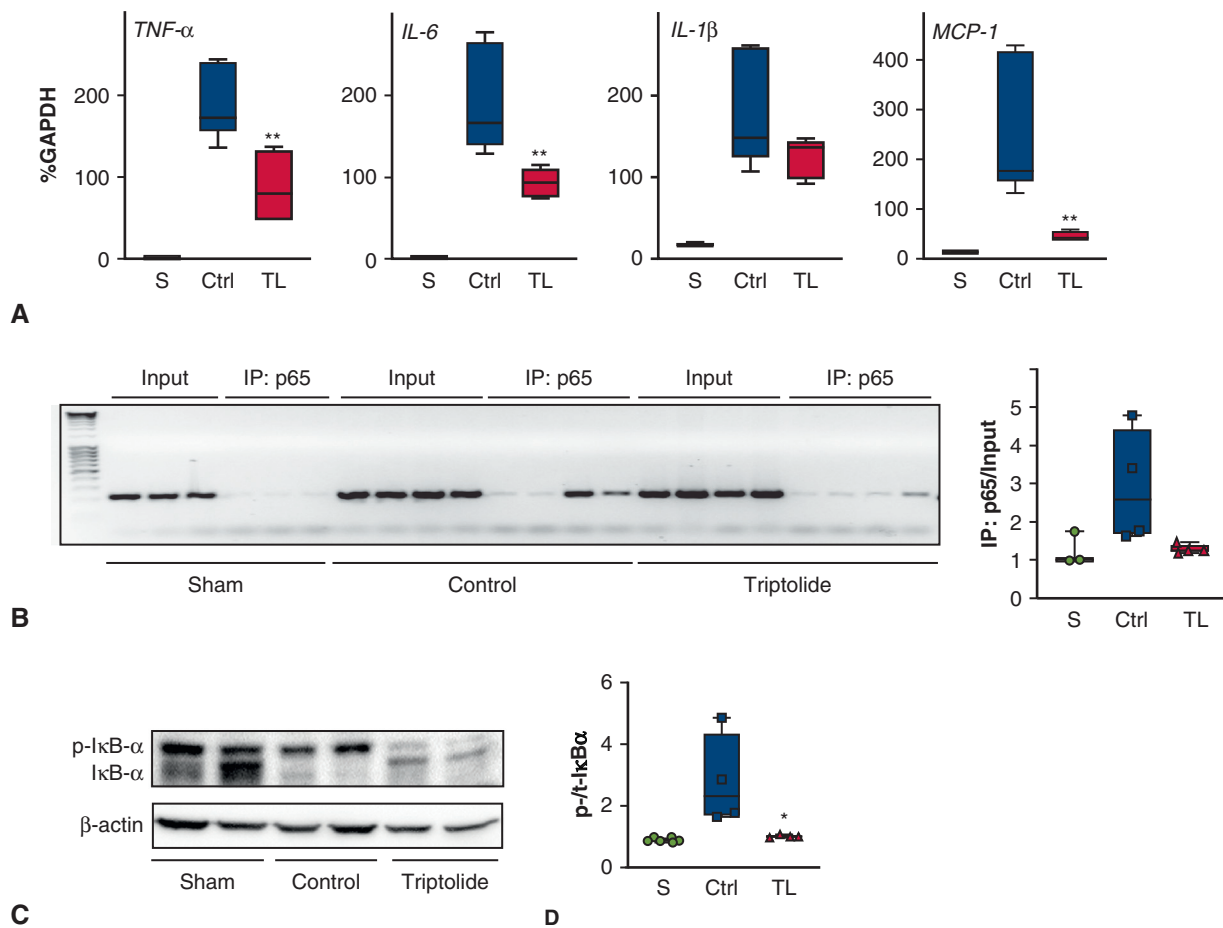 TNF-α IL-6 IL-1β MCP-1
%GAPDH
200
100
0
200
100
0
200
100
0
400
300
200
100
0
**
**
**
S Ctrl TL S Ctrl TL S Ctrl TL S Ctrl TL
A
Input IP: p65 Input IP: p65 Input IP: p65
Sham Control Triptolide
IP: p65/Input
5
4
3
2
1
0
S Ctrl TL
B
p-IκB-α
IκB-α
β-actin
Sham Control Triptolide
C
p-/t-IκBα
6
4
2
0
*
S Ctrl TL
D